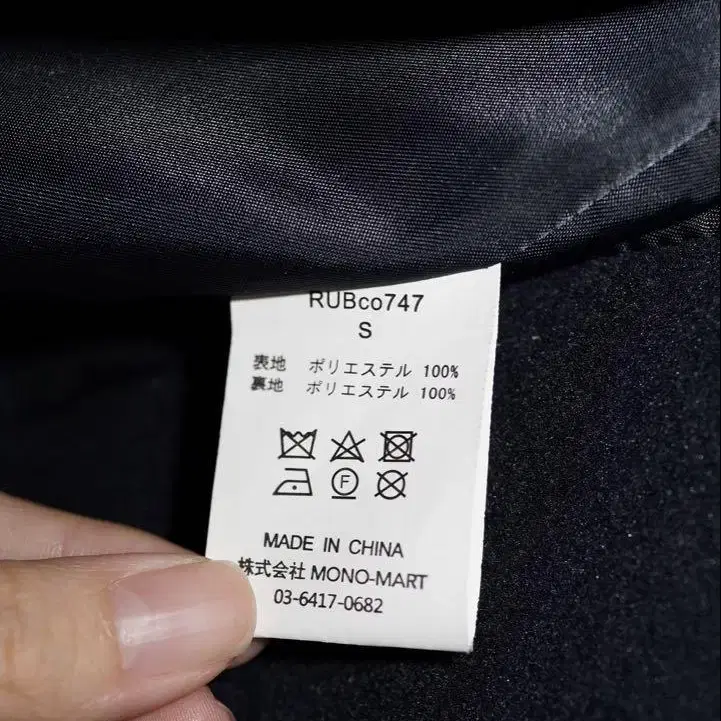 RUBco747
S
表地 ポリエステル 100%
裏地 ポリエステル 100%
F
MADE IN CHINA
株式会社 MONO-MART
03-6417-0682